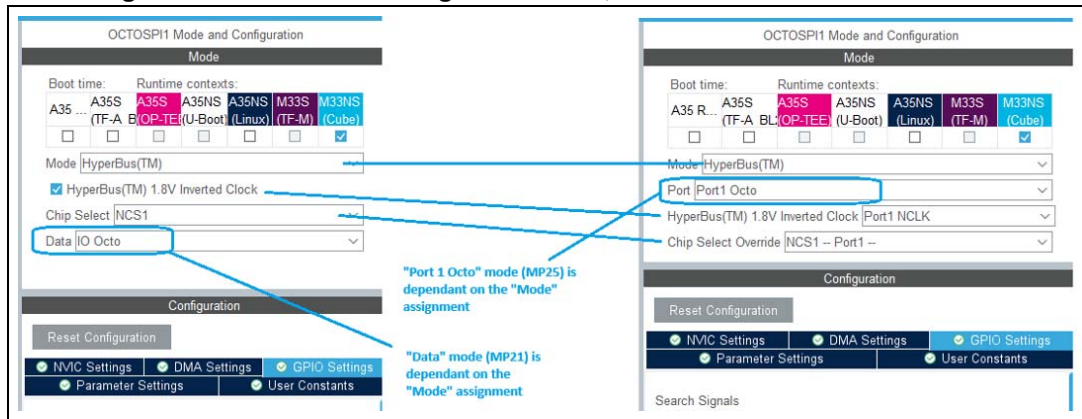 OCTOSPI1 Mode and Configuration
Mode
Boot time: Runtime contexts:
A35 ... A35S (TF-A B A35S (OP-TEE A35NS (U-Boot) A35NS (Linux) M33S (TF-M) M33NS (Cube)
Mode HyperBus(TM)
HyperBus(TM) 1.8V Inverted Clock
Chip Select NCS1
Data IO Octo
Configuration
Reset Configuration
NVIC Settings DMA Settings GPIO Settings
Parameter Settings User Constants
"Port 1 Octo" mode (MP25) is
dependant on the "Mode"
assignment
"Data" mode (MP21) is
dependant on the
"Mode" assignment
OCTOSPI1 Mode and Configuration
Mode
Boot time: Runtime contexts:
A35 R... A35S (TF-A BL: A35S (OP-TEE) A35NS (U-Boot) A35NS (Linux) M33S (TF-M) M33NS (Cube)
Mode HyperBus(TM)
Port Port1 Octo
HyperBus(TM) 1.8V Inverted Clock Port1 NCLK
Chip Select Override NCS1 -- Port1 --
Configuration
Reset Configuration
NVIC Settings DMA Settings GPIO Settings
Parameter Settings User Constants
Search Signals